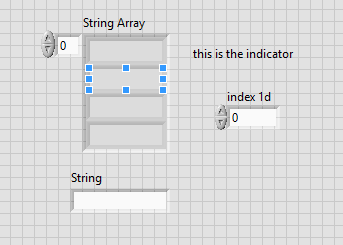 String Array
0
this is the indicator
index 1d
0
String